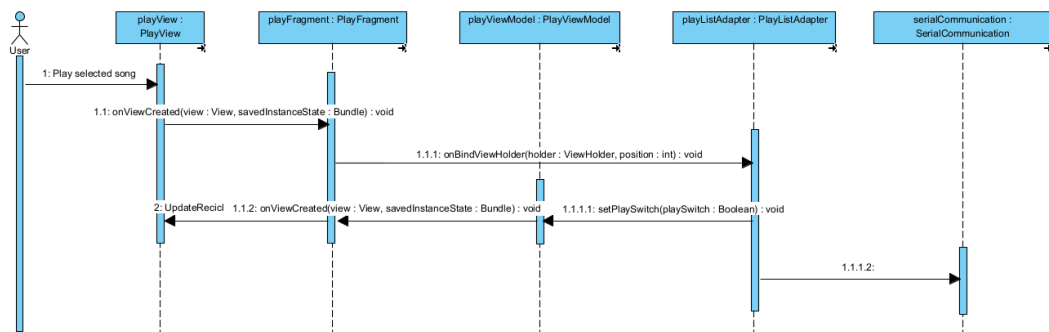 playView :
PlayView
playFragment : PlayFragment
playViewModel : PlayViewModel
playListAdapter : PlayListAdapter
serialCommunication :
SerialCommunication
User
1: Play selected song
1.1: onViewCreated(view : View, savedInstanceState : Bundle) : void
1.1.1: onBindViewHolder(holder : ViewHolder, position : int) : void
2: UpdateRecicl
1.1.2: onViewCreated(view : View, savedInstanceState : Bundle) : void
1.1.1.1: setPlaySwitch(playSwitch : Boolean) : void
1.1.1.2: